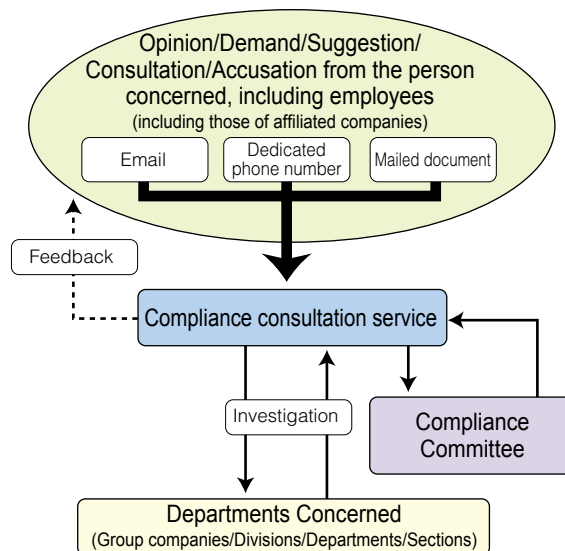 Opinion/Demand/Suggestion/
Consultation/Accusation from the person
concerned, including employees
(including those of affiliated companies)
Email
Dedicated
phone number
Mailed document
Feedback
Compliance consultation service
Investigation
Compliance
Committee
Departments Concerned
(Group companies/Divisions/Departments/Sections)